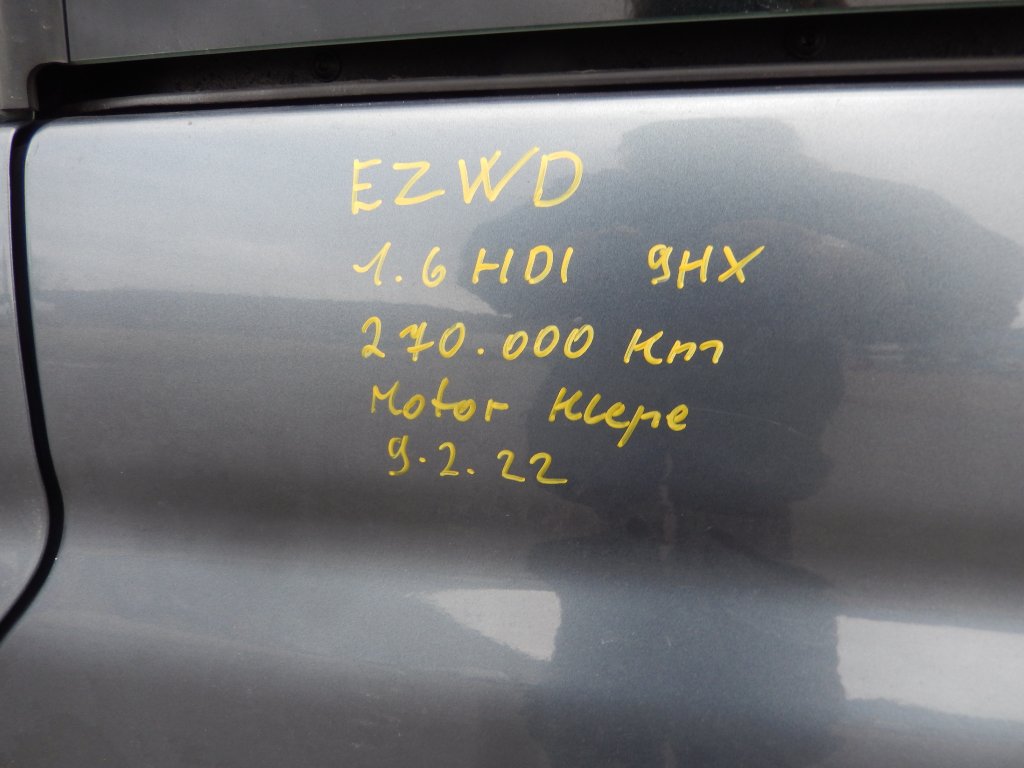 EZWD
1.6 HDI 9HX
270.000 Km
Motor Klepe
9.2.22